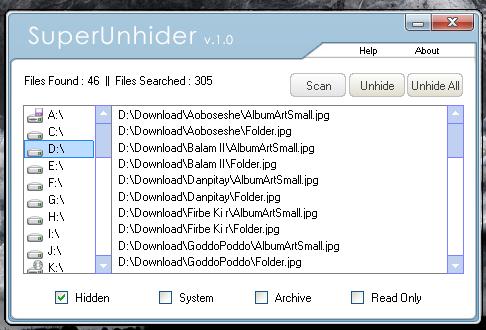 SuperUnhider v.1.0
Help About
Files Found : 46 || Files Searched : 305
Scan Unhide Unhide All
A:\
C:\
D:\
E:\
F:\
G:\
H:\
I:\
J:\
K:\
D:\Download\Aoboseshe\AlbumArtSmall.jpg
D:\Download\Aoboseshe\Folder.jpg
D:\Download\Balam II\AlbumArtSmall.jpg
D:\Download\Balam II\Folder.jpg
D:\Download\Danpitay\AlbumArtSmall.jpg
D:\Download\Danpitay\Folder.jpg
D:\Download\Firbe Ki r\AlbumArtSmall.jpg
D:\Download\Firbe Ki r\Folder.jpg
D:\Download\GoddoPoddo\AlbumArtSmall.jpg
D:\Download\GoddoPoddo\Folder.jpg
Hidden System Archive Read Only